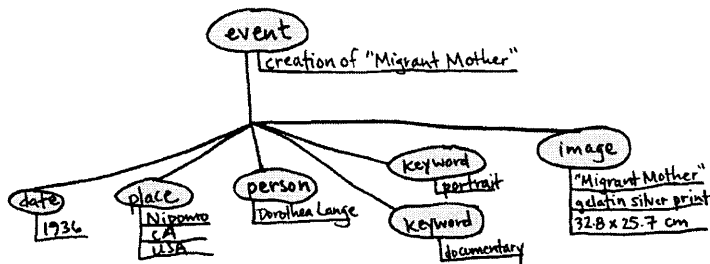 event
creation of "Migrant Mother"
date
1936
place
Nipomo
CA
USA
person
Dorothea Lange
keyword
portrait
keyword
documentary
image
"Migrant Mother"
gelatin silver print
32.8 x 25.7 cm